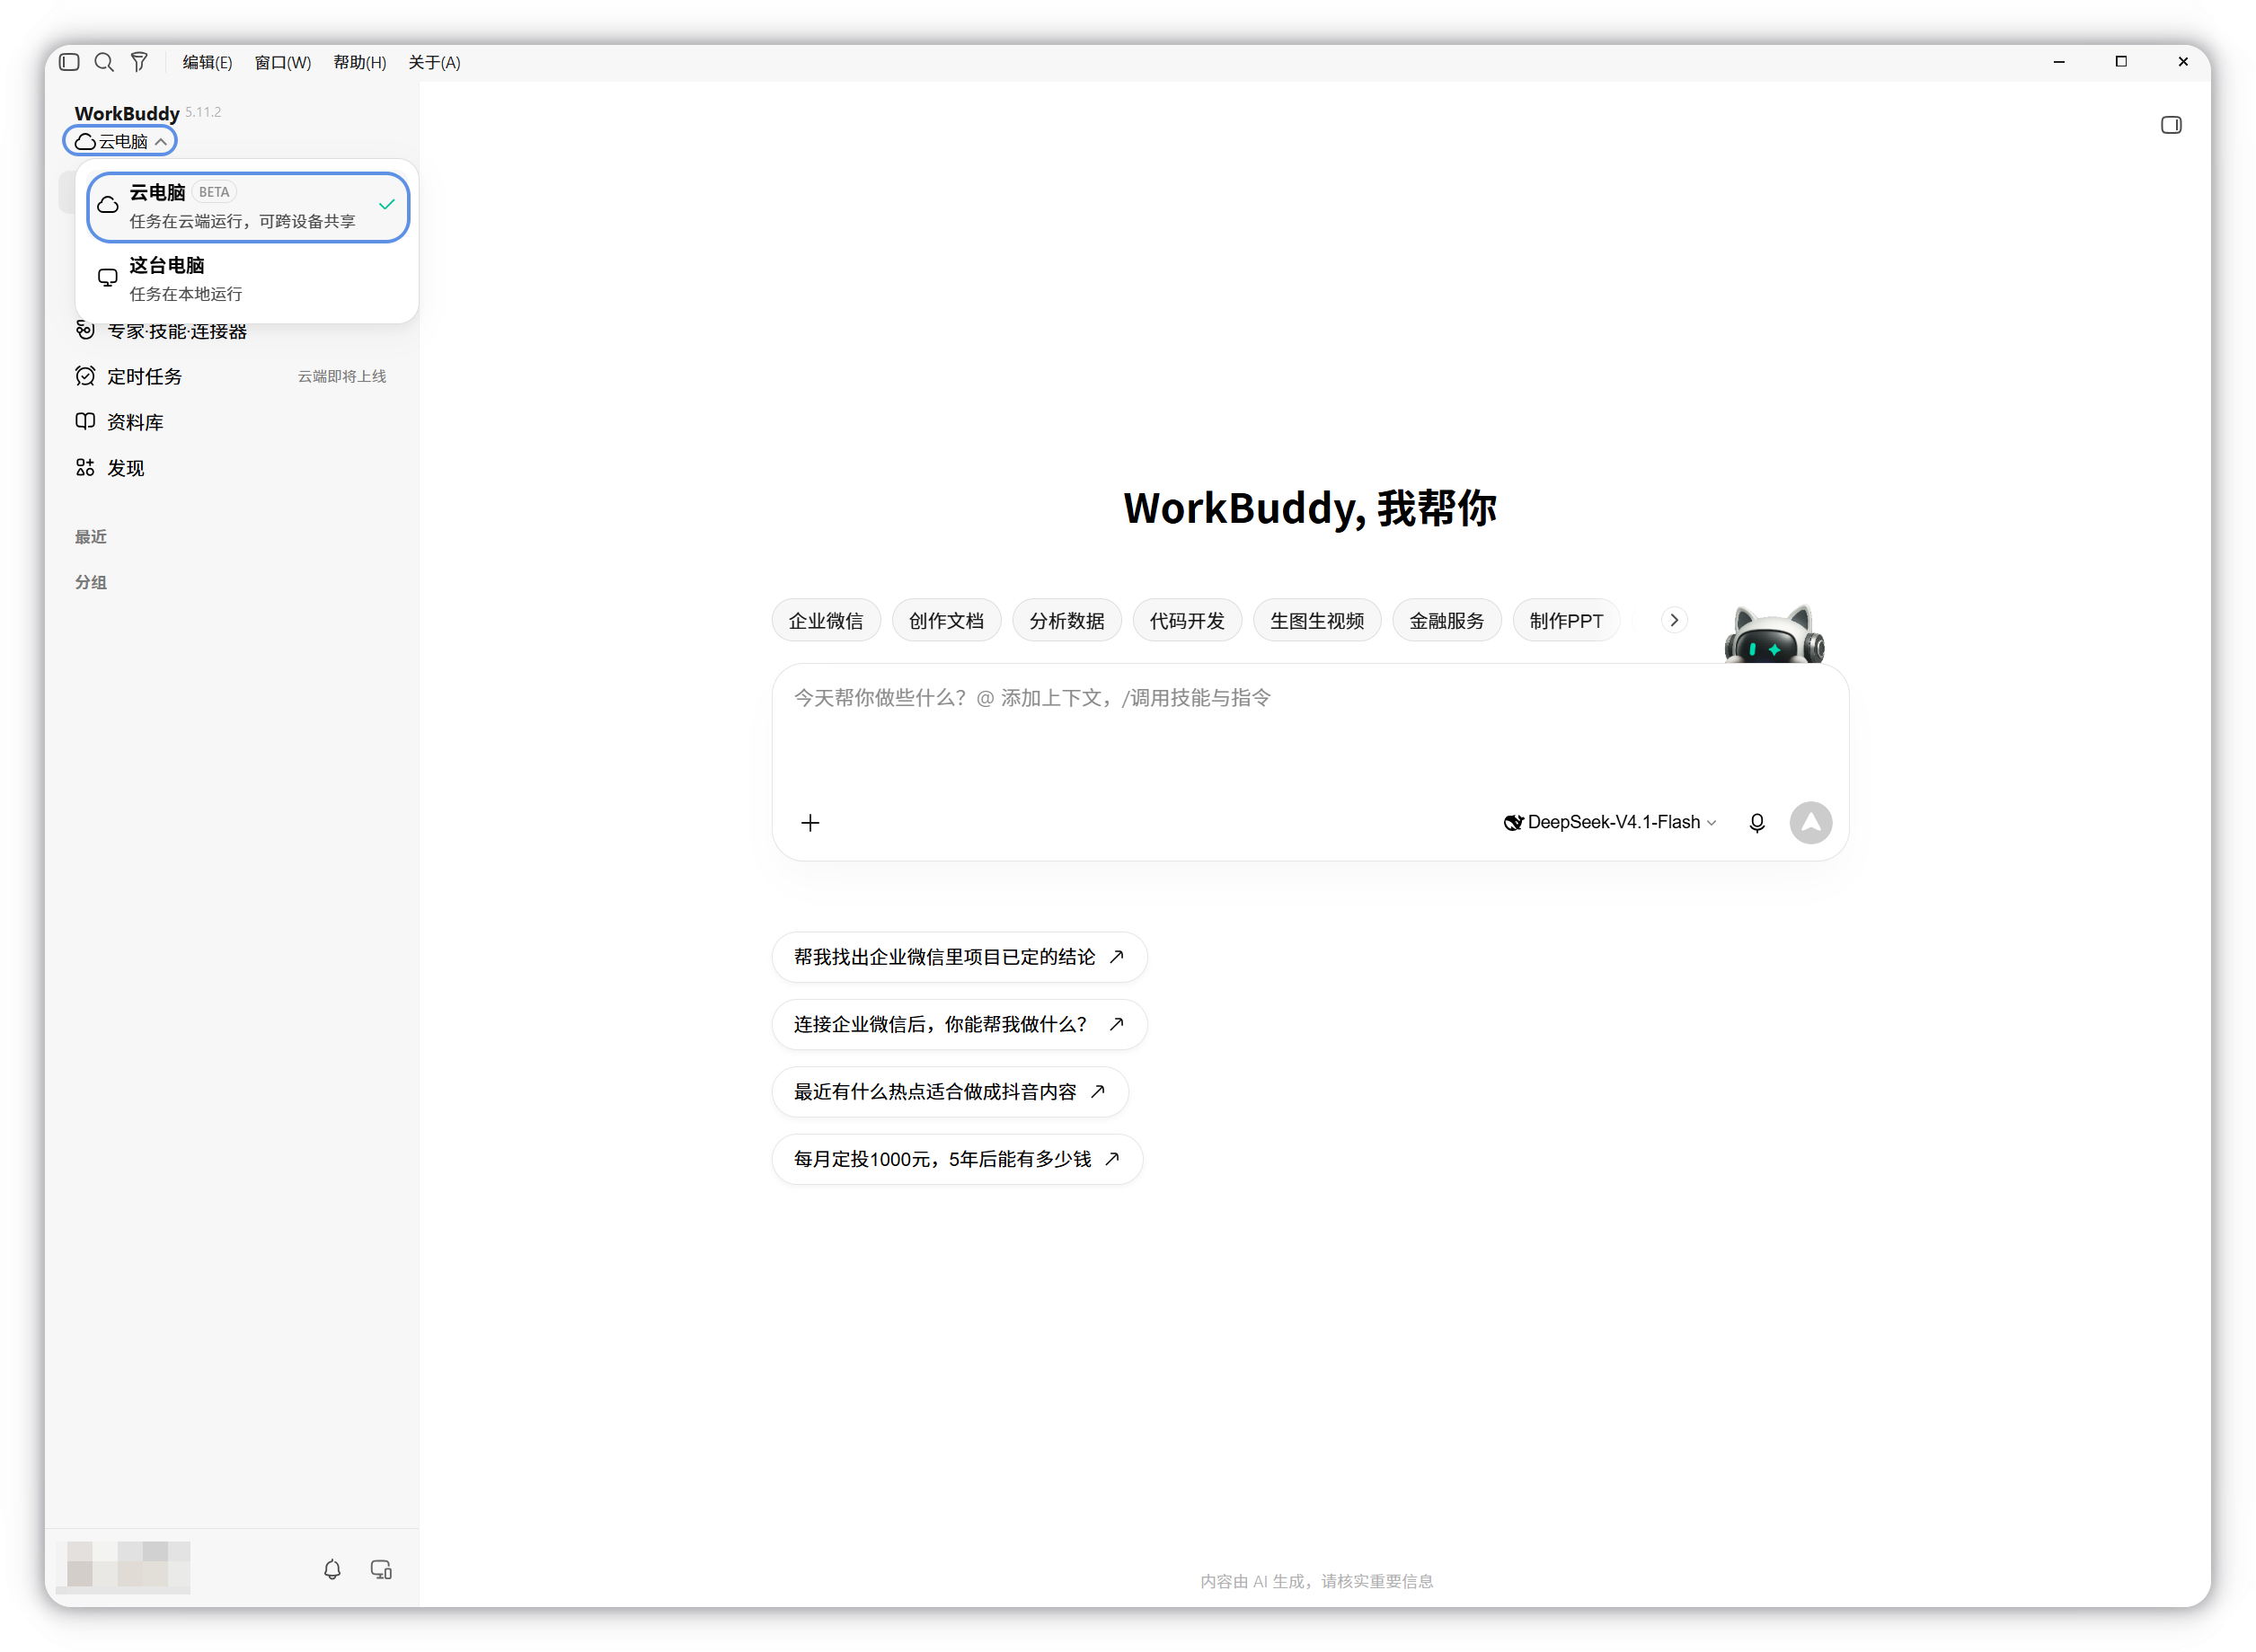 编辑(E) 窗口(W) 帮助(H) 关于(A)
WorkBuddy 5.11.2
云电脑
云电脑 BETA
任务在云端运行，可跨设备共享
这台电脑
任务在本地运行
专家·技能·连接器
定时任务 云端即将上线
资料库
发现
最近
分组
WorkBuddy, 我帮你
企业微信 创作文档 分析数据 代码开发 生图生视频 金融服务 制作PPT
今天帮你做些什么？@ 添加上下文，/调用技能与指令
DeepSeek-V4.1-Flash
帮我找出企业微信里项目已定的结论
连接企业微信后，你能帮我做什么？
最近有什么热点适合做成抖音内容
每月定投1000元，5年后能有多少钱
内容由 AI 生成，请核实重要信息